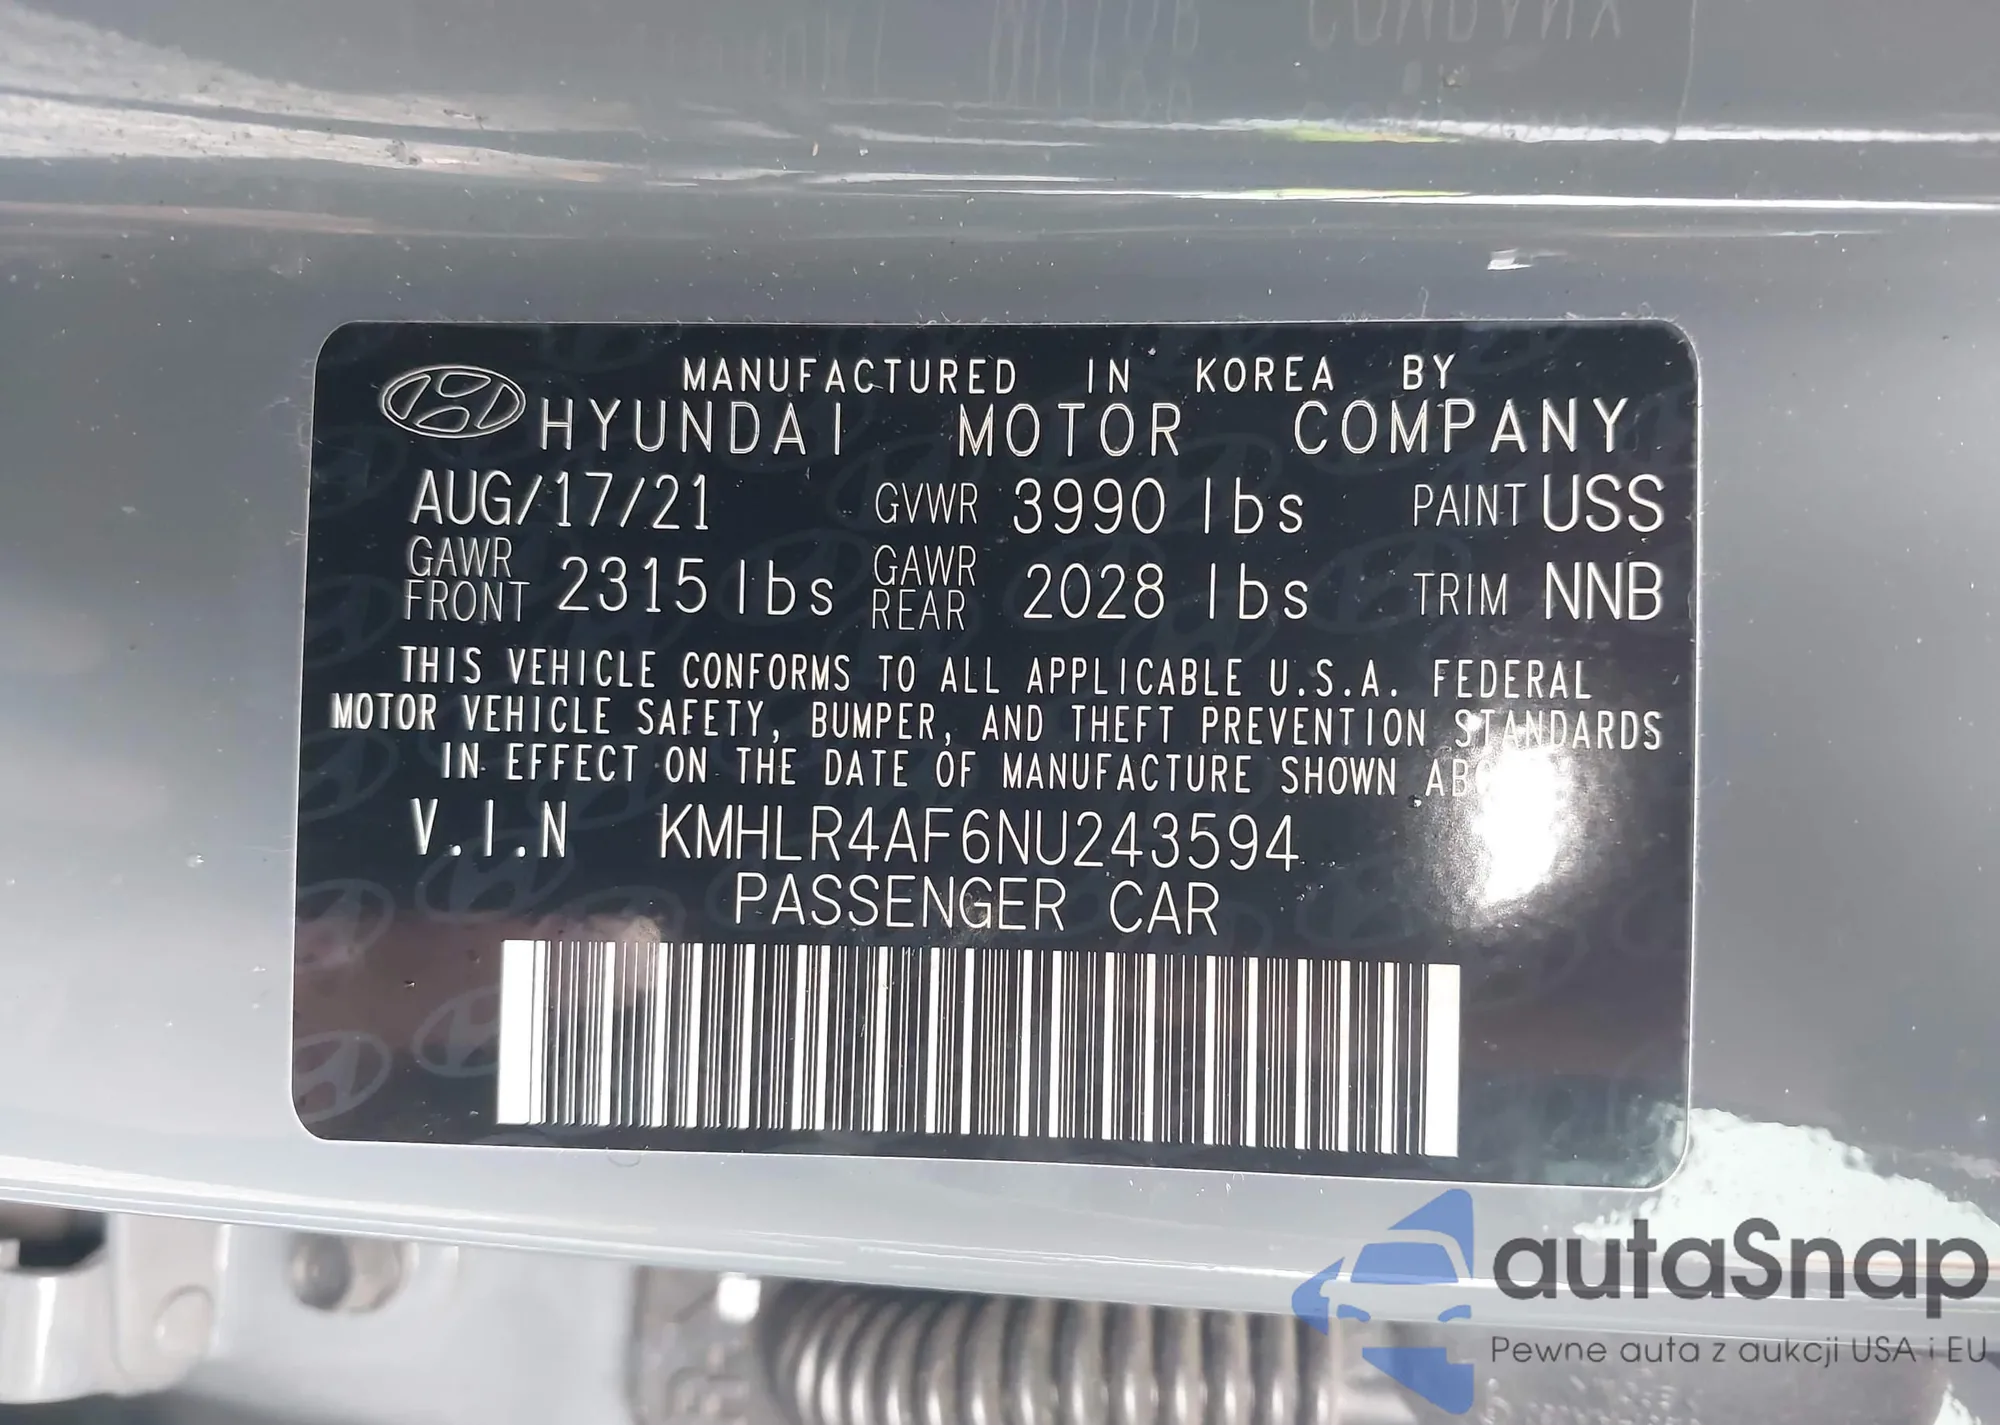 MANUFACTURED IN KOREA BY
HYUNDAI MOTOR COMPANY
AUG/17/21 GVWR 3990 lbs PAINT USS
GAWR FRONT 2315 lbs GAWR REAR 2028 lbs TRIM NNB
THIS VEHICLE CONFORMS TO ALL APPLICABLE U.S.A. FEDERAL
MOTOR VEHICLE SAFETY, BUMPER, AND THEFT PREVENTION STANDARDS
IN EFFECT ON THE DATE OF MANUFACTURE SHOWN
V.I.N KMHLR4AF6NU243594
PASSENGER CAR
autaSnap
Pewne auta z aukcji USA i EU